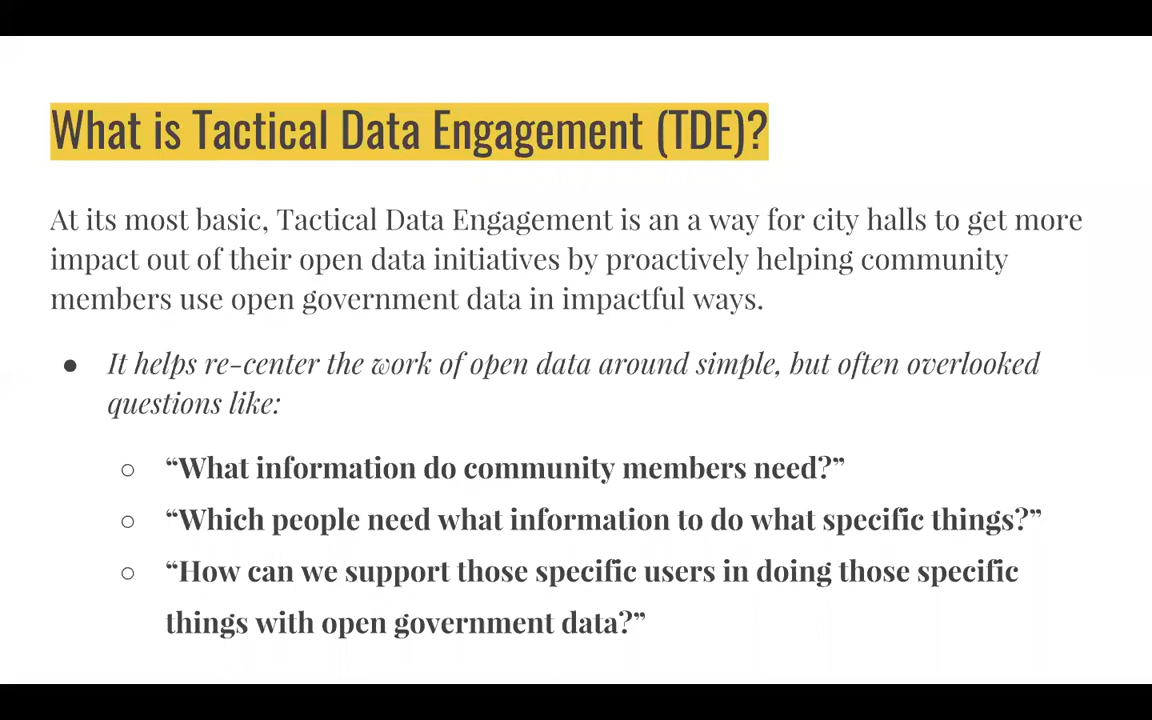 What is Tactical Data Engagement (TDE)?
At its most basic, Tactical Data Engagement is an a way for city halls to get more
impact out of their open data initiatives by proactively helping community
members use open government data in impactful ways.
● It helps re-center the work of open data around simple, but often overlooked
questions like:
○ “What information do community members need?”
○ “Which people need what information to do what specific things?”
○ “How can we support those specific users in doing those specific
things with open government data?”